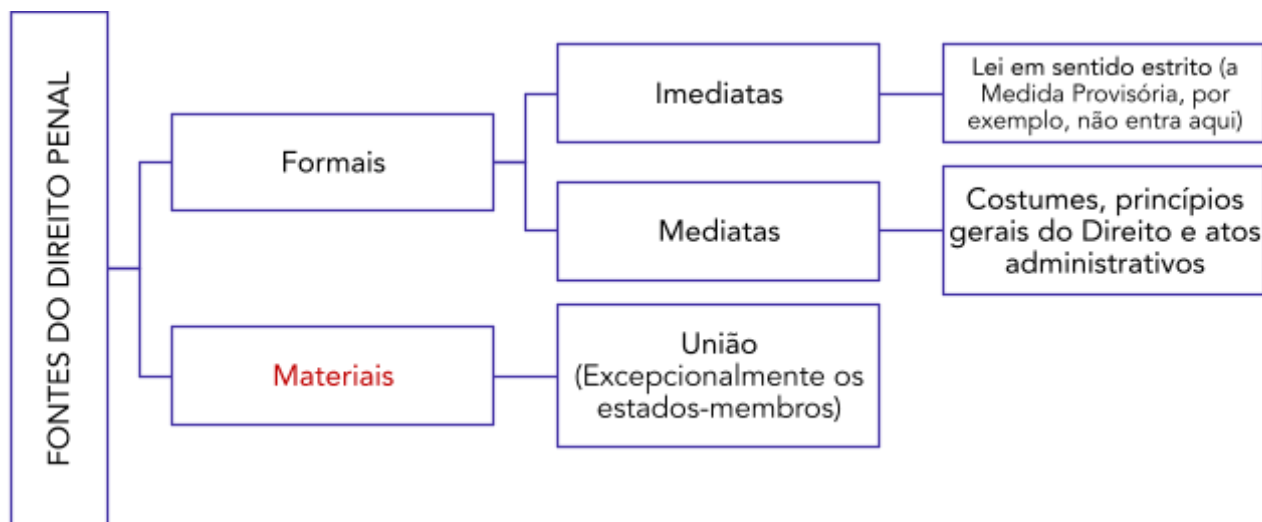 FONTES DO DIREITO PENAL
Formais
Imediatas
Lei em sentido estrito (a
Medida Provisória, por
exemplo, não entra aqui)
Mediatas
Costumes, princípios
gerais do Direito e atos
administrativos
Materiais
União
(Excepcionalmente os
estados-membros)